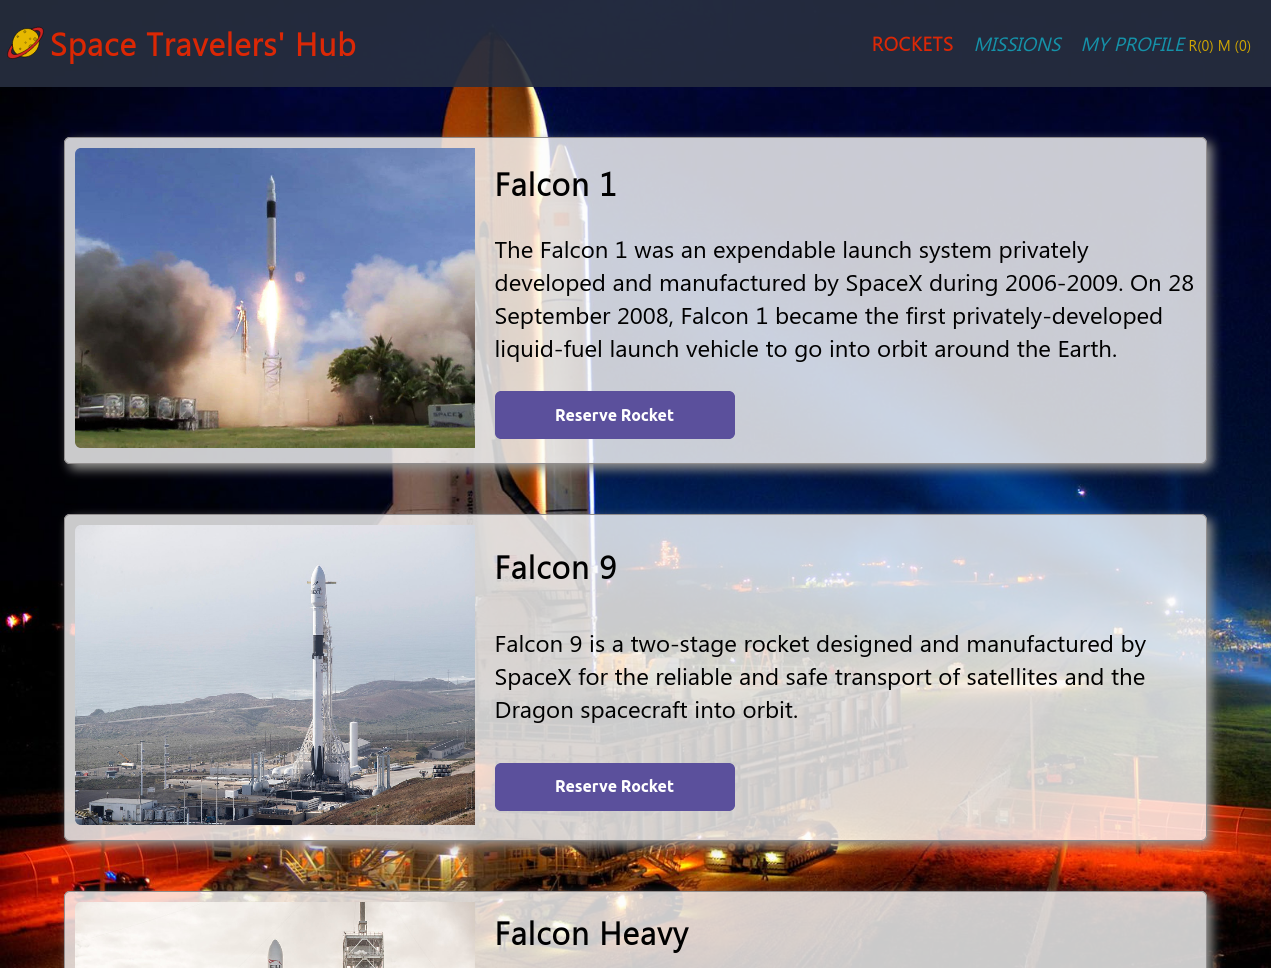 Space Travelers' Hub
ROCKETS MISSIONS MY PROFILE R(0) M (0)
Falcon 1
The Falcon 1 was an expendable launch system privately
developed and manufactured by SpaceX during 2006-2009. On 28
September 2008, Falcon 1 became the first privately-developed
liquid-fuel launch vehicle to go into orbit around the Earth.
Reserve Rocket
Falcon 9
Falcon 9 is a two-stage rocket designed and manufactured by
SpaceX for the reliable and safe transport of satellites and the
Dragon spacecraft into orbit.
Reserve Rocket
Falcon Heavy